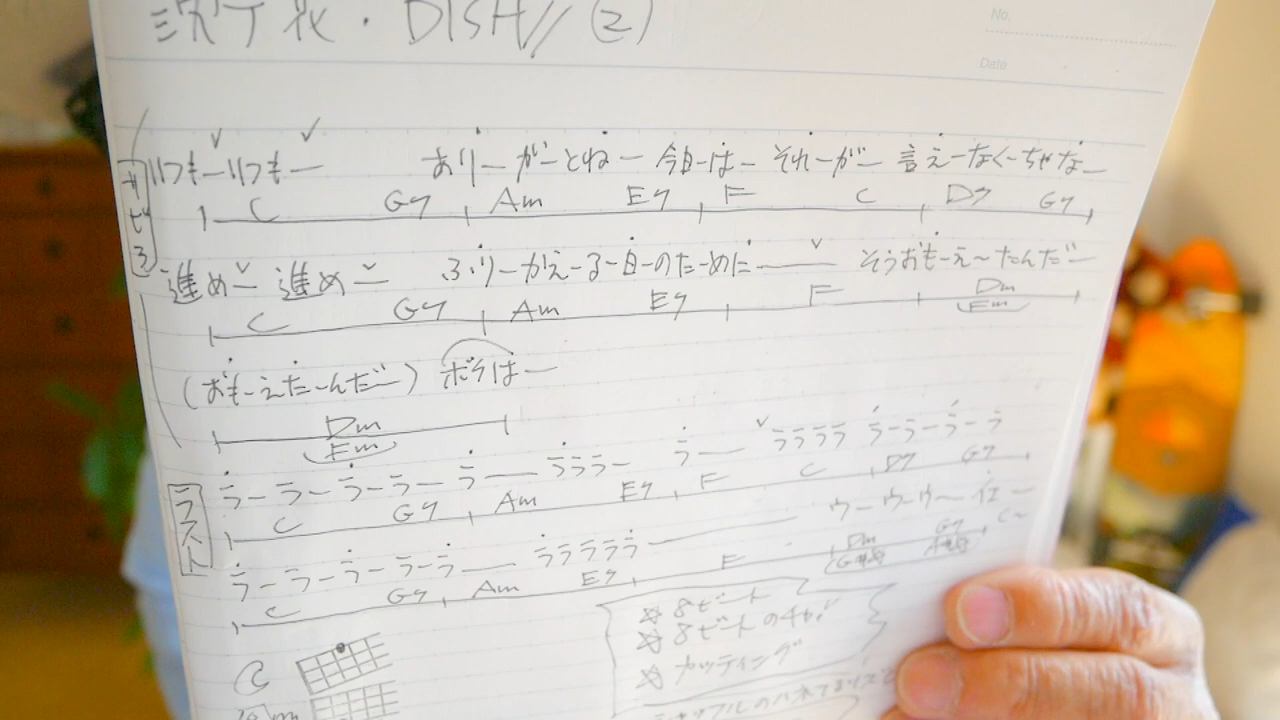 沈丁花・DISH//②
No.
Date
サビ3
いつもーいつもー ありーがーとねー 今日ーはー それーがー 言えーなくーちゃなー
C G7 Am E7 F C D7 G7
進めー 進めー ふりーかえーる一日ーのためにー そうおもーえーたんだー
C G7 Am E7 F Dm
Em
(おもーえたーんだー) ボクはー
Dm
Em
ラスト
ラーラーラーラーラー ラララー ラー ララララ ラーラーラーラ
C G7 Am E7 F C D7 G7
ラーラーラーラーラー ラララララー ウーウーウーイエー
C G7 Am E7 F Dm G7 C〜
C
☆ 8ビート
☆ 8ビートのチャ!
☆ カッティング